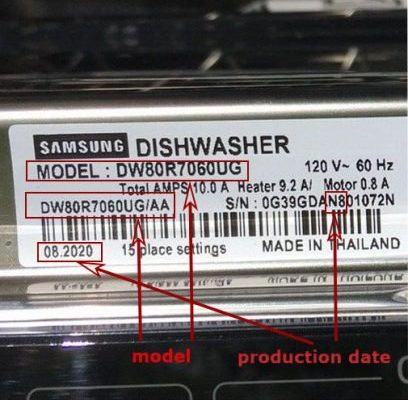 SAMSUNG DISHWASHER
MODEL : DW80R7060UG 120 V~ 60 Hz
Total AMPS 10.0 A Heater 9.2 A/ Motor 0.8 A
DW80R7060UG/AA S/N : 0G39GDAN801072N
08.2020 15 place settings MADE IN THAILAND
model production date